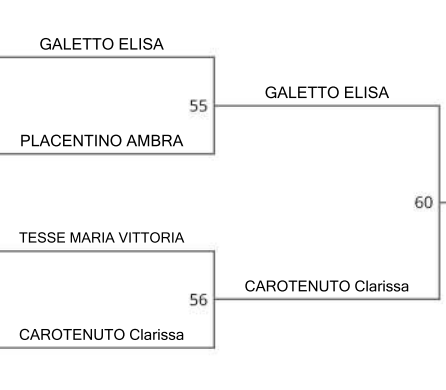 GALETTO ELISA
55
GALETTO ELISA
PLACENTINO AMBRA
60
TESSE MARIA VITTORIA
56
CAROTENUTO Clarissa
CAROTENUTO Clarissa